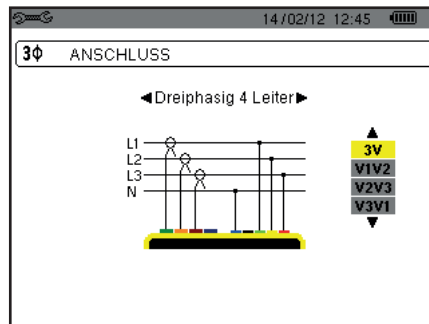 14/02/12 12:45
3ϕ ANSCHLUSS
◄Dreiphasig 4 Leiter►
L1
L2
L3
N
3V
V1V2
V2V3
V3V1